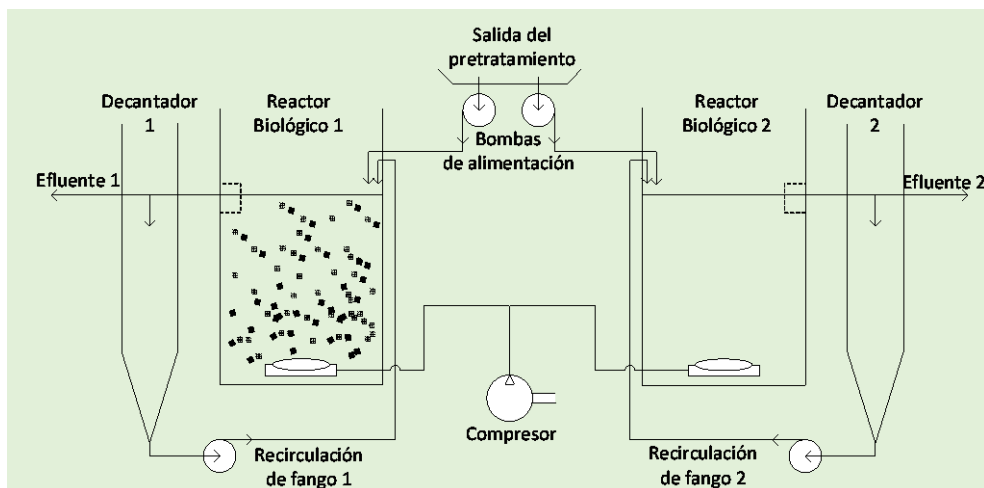 Salida del
pretratamiento
Decantador
1
Reactor
Biológico 1
Bombas
de alimentación
Reactor
Biológico 2
Decantador
2
Efluente 1
Efluente 2
Compresor
Recirculación
de fango 1
Recirculación
de fango 2